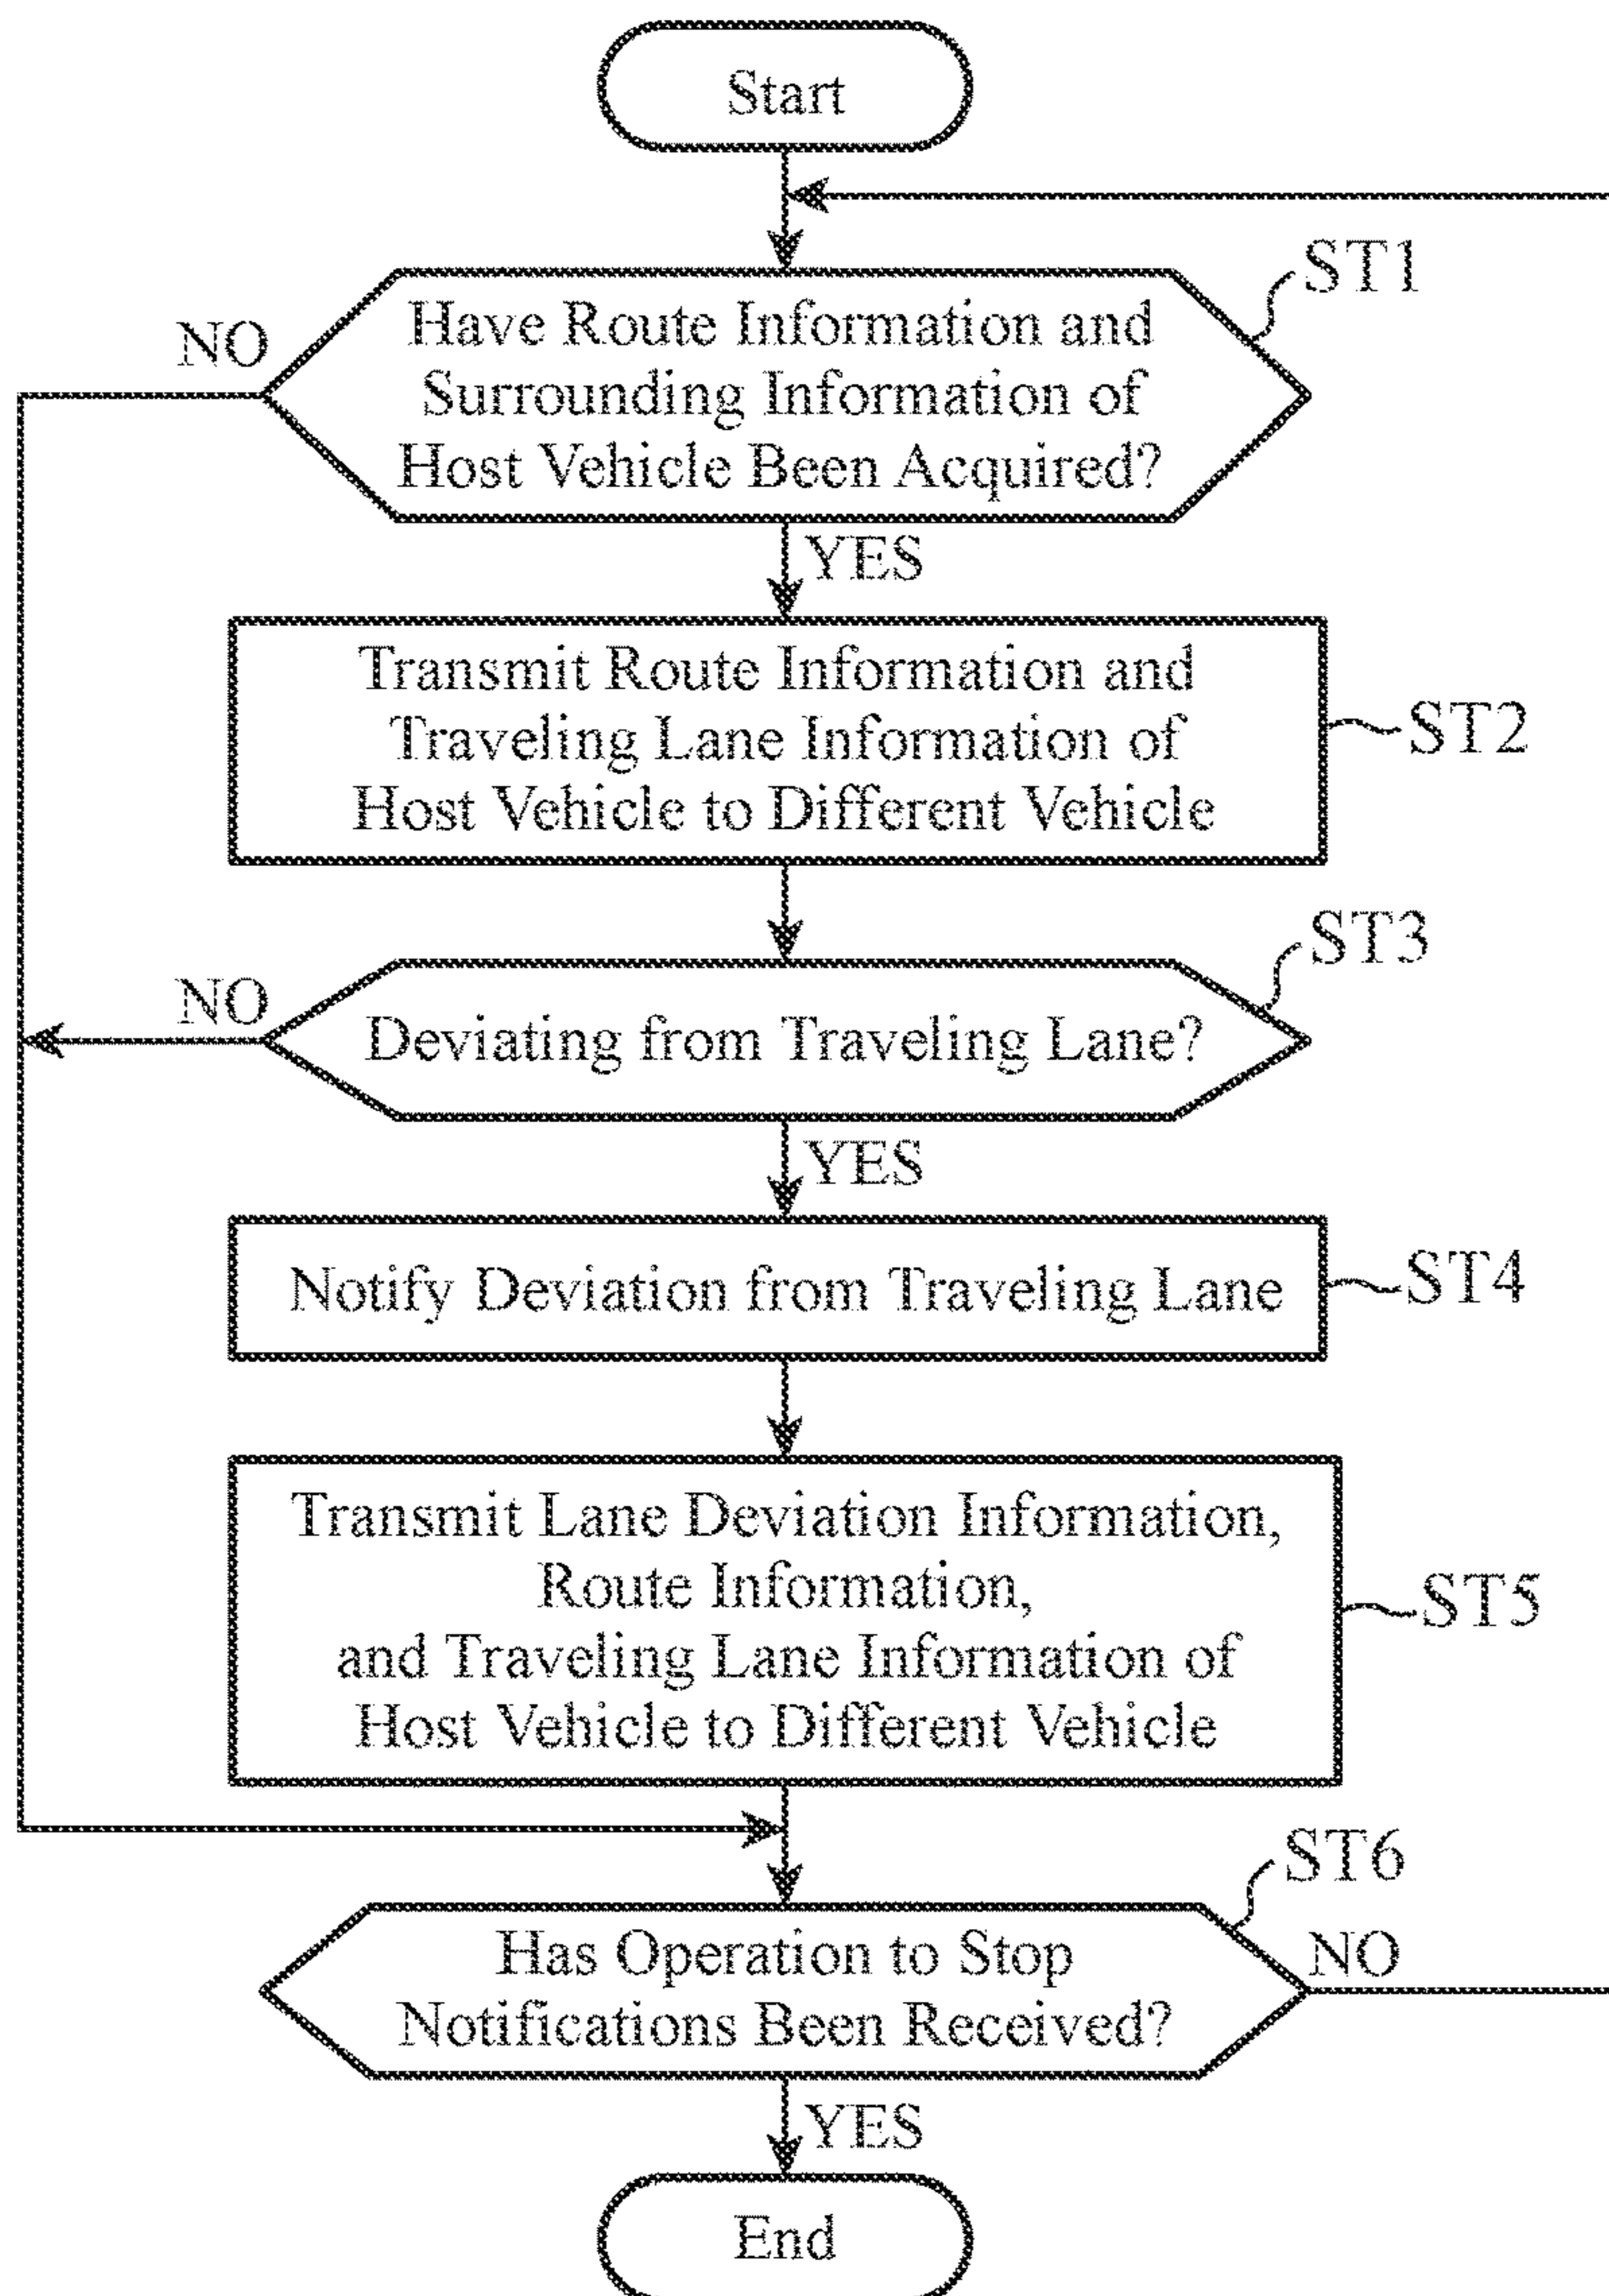 Start
ST1
NO
Have Route Information and
Surrounding Information of
Host Vehicle Been Acquired?
YES
Transmit Route Information and
Traveling Lane Information of
Host Vehicle to Different Vehicle
ST2
ST3
NO
Deviating from Traveling Lane?
YES
Notify Deviation from Traveling Lane
ST4
Transmit Lane Deviation Information,
Route Information,
and Traveling Lane Information of
Host Vehicle to Different Vehicle
ST5
ST6
Has Operation to Stop
Notifications Been Received?
NO
YES
End